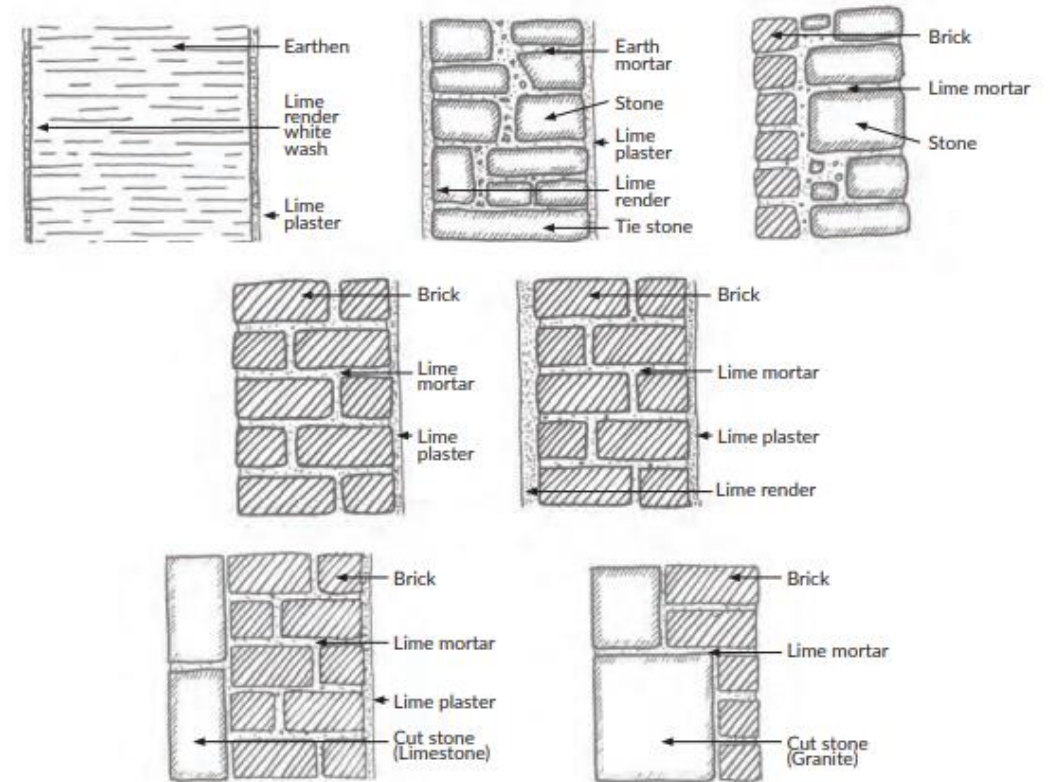 Earthen
Lime
render
white
wash
Lime
plaster
Earth
mortar
Stone
Lime
plaster
Lime
render
Tie stone
Brick
Lime mortar
Stone
Brick
Lime
mortar
Lime
plaster
Brick
Lime mortar
Lime plaster
Lime render
Brick
Lime mortar
Lime plaster
Cut stone
(Limestone)
Brick
Lime mortar
Cut stone
(Granite)